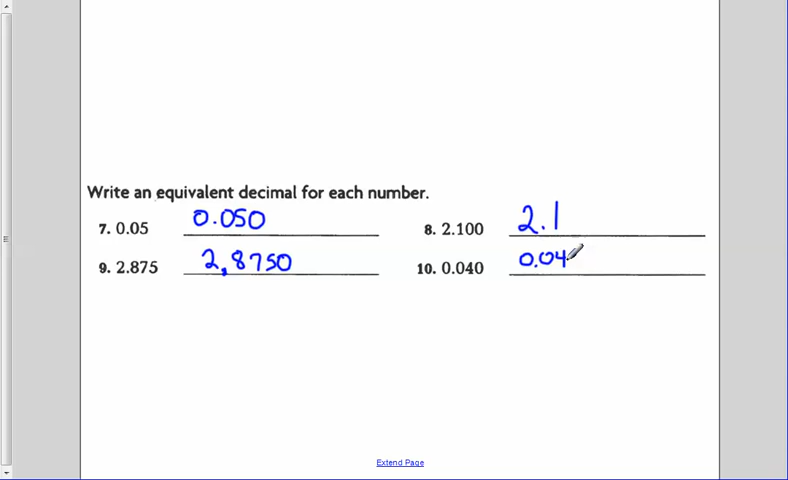 Write an equivalent decimal for each number.
7. 0.05 0.050 8. 2.100 2.1
9. 2.875 2,8750 10. 0.040 0.04
Extend Page